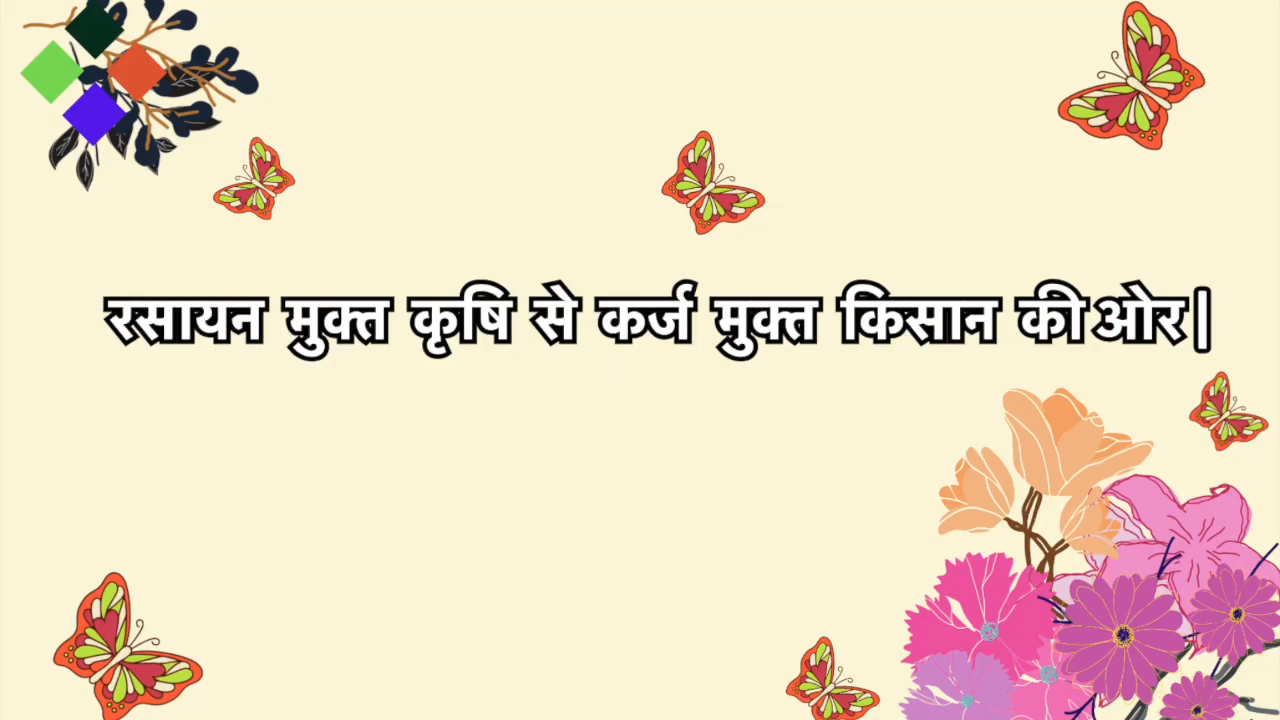 रसायन मुक्त कृषि से कर्ज मुक्त किसान की ओर|